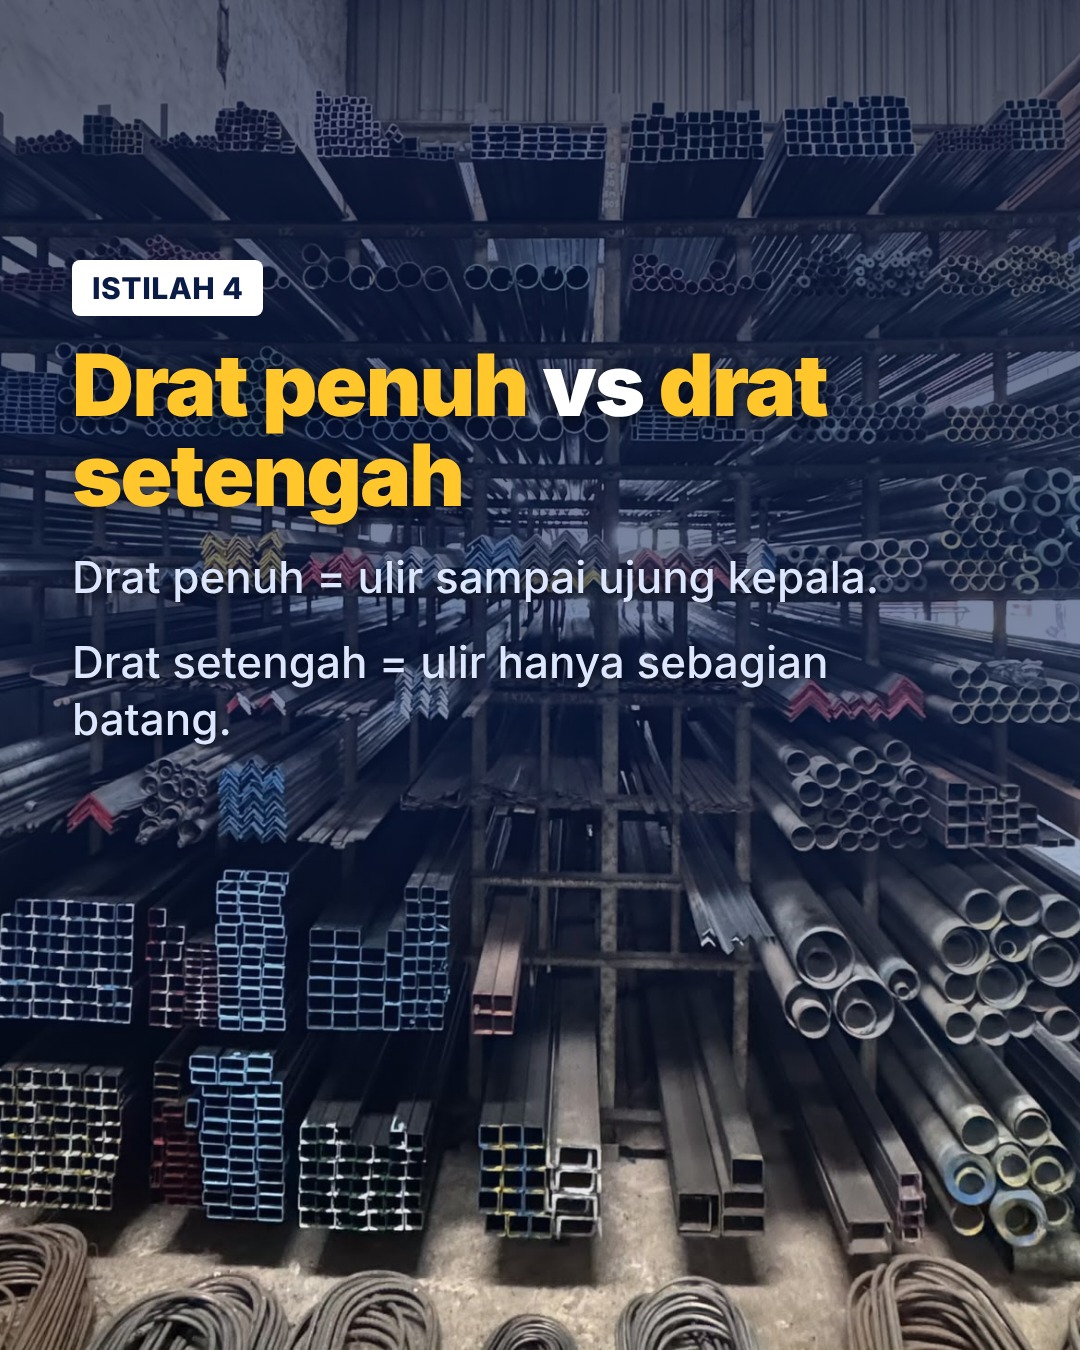 ISTILAH 4
Drat penuh vs drat
setengah
Drat penuh = ulir sampai ujung kepala.
Drat setengah = ulir hanya sebagian
batang.